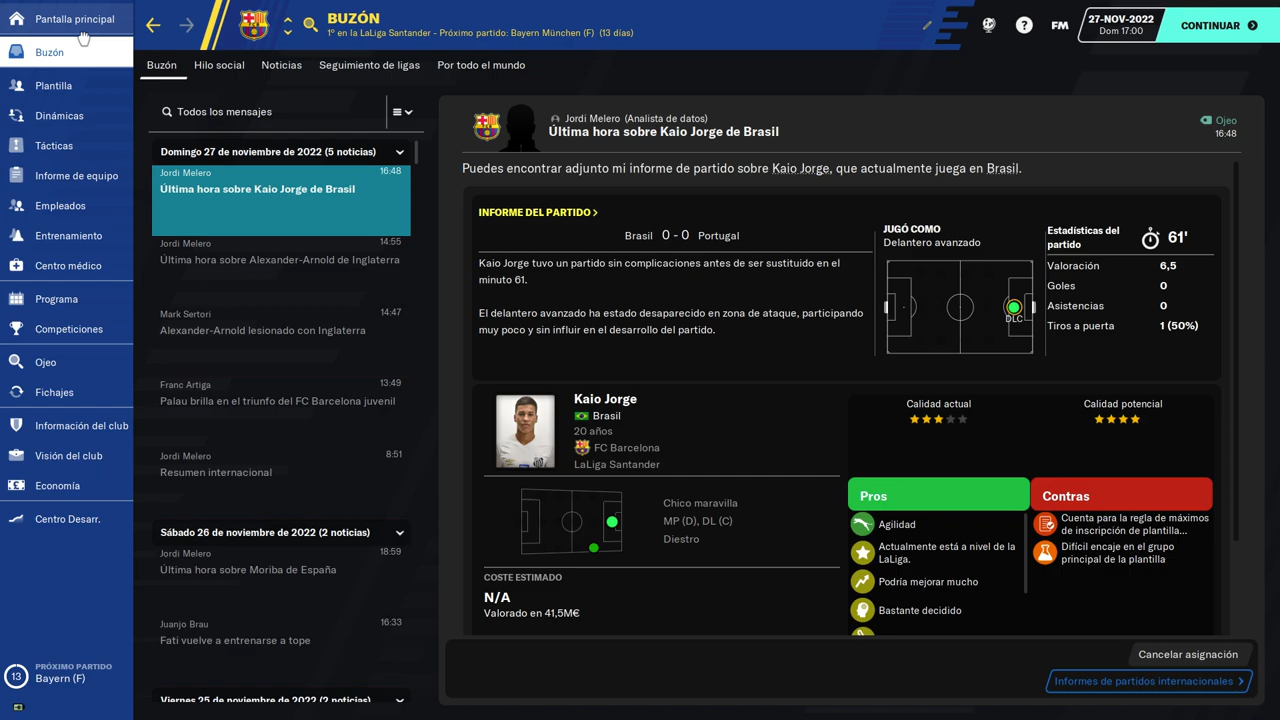 Pantalla principal
Buzón
Plantilla
Dinámicas
Tácticas
Informe de equipo
Empleados
Entrenamiento
Centro médico
Programa
Competiciones
Ojeo
Fichajes
Información del club
Visión del club
Economía
Centro Desarr.
13
PRÓXIMO PARTIDO
Bayern (F)
BUZÓN
1º en la LaLiga Santander - Próximo partido: Bayern München (F) (13 días)
?
FM
27-NOV-2022
Dom 17:00
CONTINUAR
Buzón
Hilo social
Noticias
Seguimiento de ligas
Por todo el mundo
Todos los mensajes
Domingo 27 de noviembre de 2022 (5 noticias)
Jordi Melero 16:48
Última hora sobre Kaio Jorge de Brasil
Jordi Melero 14:55
Última hora sobre Alexander-Arnold de Inglaterra
Mark Sertori 14:47
Alexander-Arnold lesionado con Inglaterra
Franc Artiga 13:49
Palau brilla en el triunfo del FC Barcelona juvenil
Jordi Melero 8:51
Resumen internacional
Sábado 26 de noviembre de 2022 (2 noticias)
Jordi Melero 18:59
Última hora sobre Moriba de España
Juanjo Brau 16:33
Fati vuelve a entrenarse a tope
Viernes 25 de noviembre de 2022 (2 noticias)
Jordi Melero (Analista de datos)
Última hora sobre Kaio Jorge de Brasil
Ojeo
16:48
Puedes encontrar adjunto mi informe de partido sobre Kaio Jorge, que actualmente juega en Brasil.
INFORME DEL PARTIDO >
Brasil 0 - 0 Portugal
Kaio Jorge tuvo un partido sin complicaciones antes de ser sustituido en el
minuto 61.
El delantero avanzado ha estado desaparecido en zona de ataque, participando
muy poco y sin influir en el desarrollo del partido.
JUGÓ COMO
Delantero avanzado
DLC
Estadísticas del
partido
61'
Valoración 6,5
Goles 0
Asistencias 0
Tiros a puerta 1 (50%)
Kaio Jorge
Brasil
20 años
FC Barcelona
LaLiga Santander
Chico maravilla
MP (D), DL (C)
Diestro
COSTE ESTIMADO
N/A
Valorado en 41,5M€
Calidad actual
Calidad potencial
Pros
Agilidad
Actualmente está a nivel de la
LaLiga.
Podría mejorar mucho
Bastante decidido
Contras
Cuenta para la regla de máximos
de inscripción de plantilla...
Difícil encaje en el grupo
principal de la plantilla
Cancelar asignación
Informes de partidos internacionales >